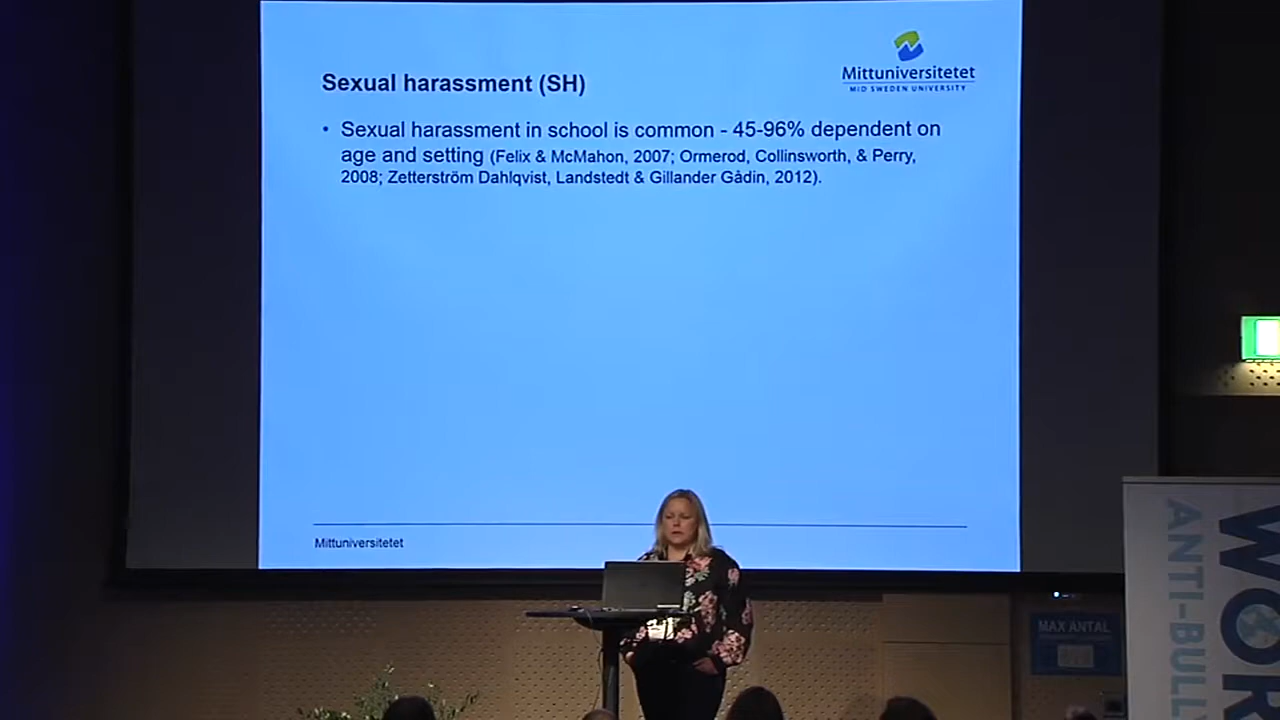 Mittuniversitetet
MID SWEDEN UNIVERSITY
Sexual harassment (SH)
• Sexual harassment in school is common - 45-96% dependent on
age and setting (Felix & McMahon, 2007; Ormerod, Collinsworth, & Perry,
2008; Zetterström Dahlqvist, Landstedt & Gillander Gådin, 2012).
Mittuniversitetet
MAX ANTAL
WOR
ANTI-BULL